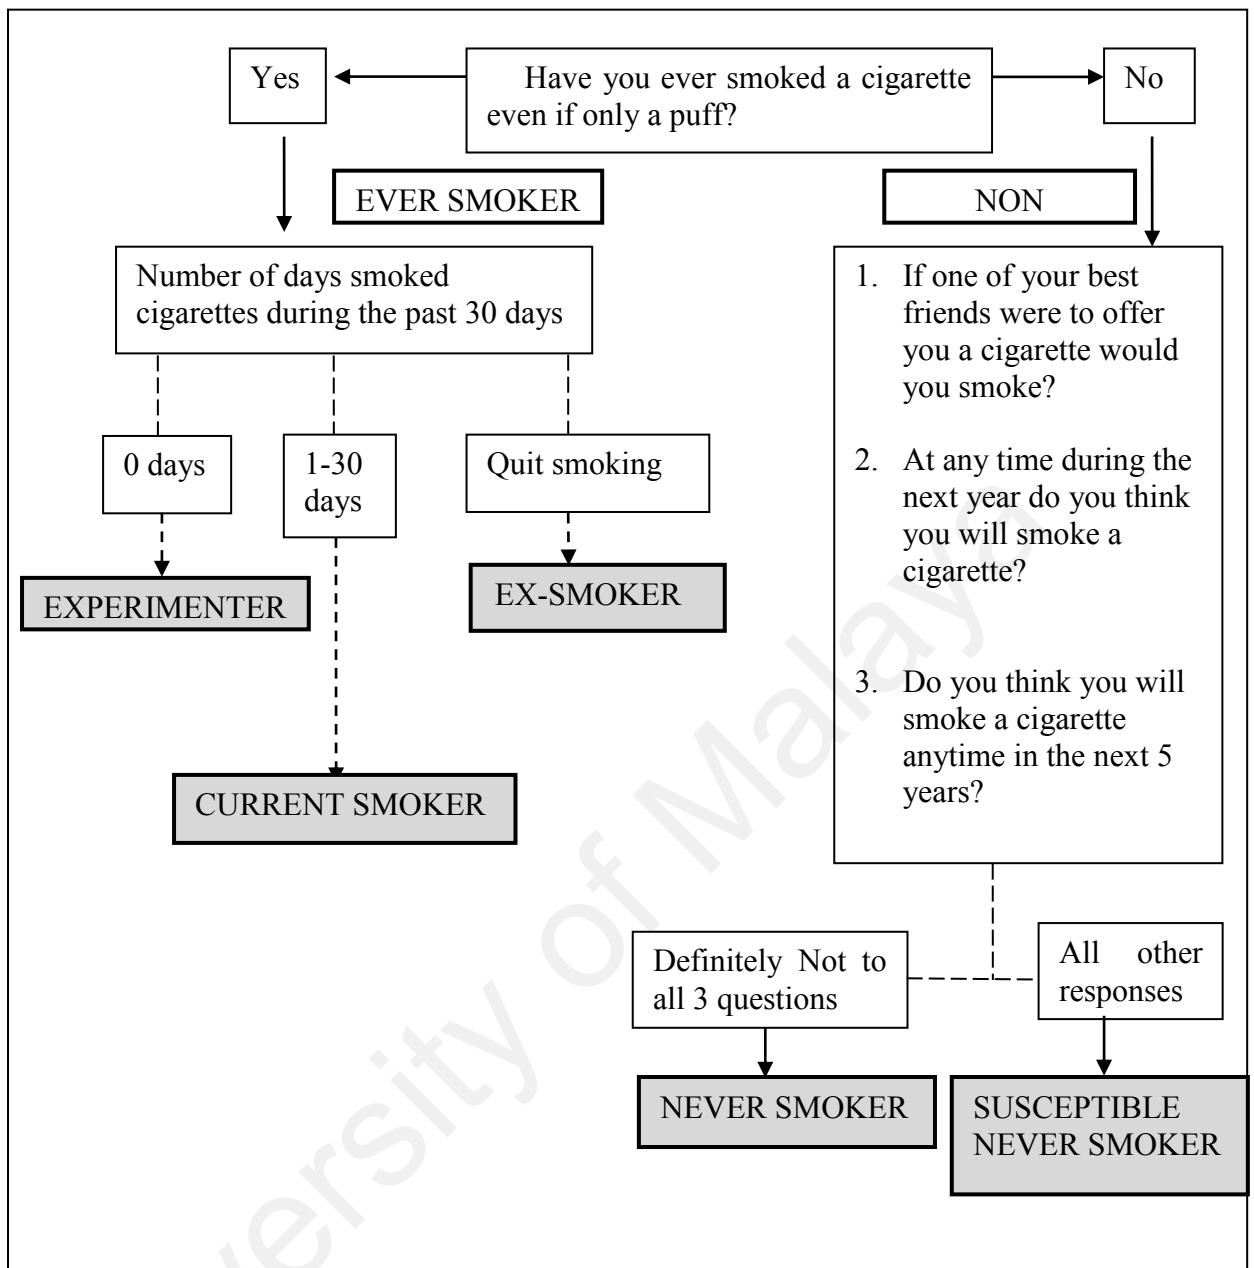 Yes
Have you ever smoked a cigarette
even if only a puff?
No
EVER SMOKER
NON
Number of days smoked
cigarettes during the past 30 days
1. If one of your best
friends were to offer
you a cigarette would
you smoke?
2. At any time during the
next year do you think
you will smoke a
cigarette?
3. Do you think you will
smoke a cigarette
anytime in the next 5
years?
0 days
1-30
days
Quit smoking
EXPERIMENTER
EX-SMOKER
CURRENT SMOKER
Definitely Not to
all 3 questions
All other
responses
NEVER SMOKER
SUSCEPTIBLE
NEVER SMOKER
versity of Malaya